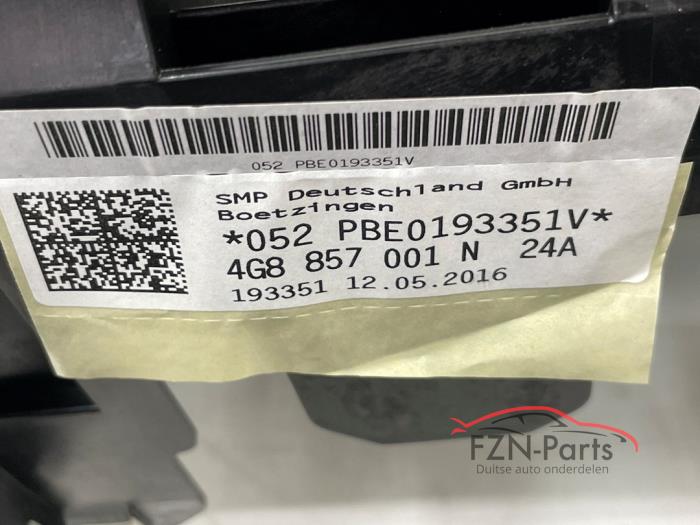 052 PBE0193351V
SMP Deutschland GmbH
Boetzingen
*052 PBE0193351V*
4G8 857 001 N 24A
193351 12.05.2016
FZN-Parts
Duitse auto onderdelen